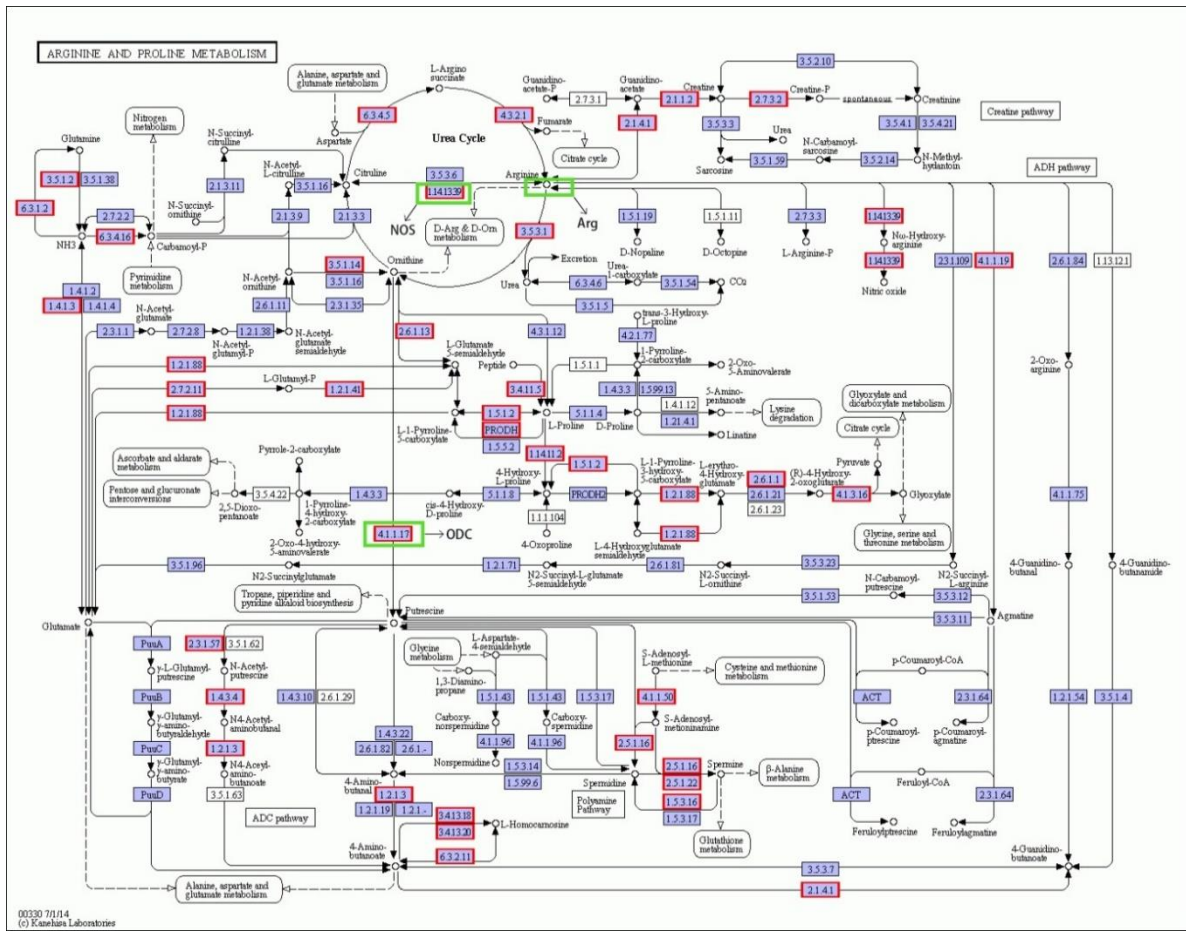 ARGININE AND PROLINE METABOLISM
Alanine, aspartate and
glutamate metabolism
L-Argino
succinate
6.3.4.5
4.3.2.1
Aspartate
Fumarate
Citrate cycle
Urea Cycle
Guanidino-
acetate-P
2.7.3.1
Guanidino
acetate
2.1.1.2
Creatine
2.7.3.2
Creatine-P
spontaneous
Creatinine
3.5.2.10
2.1.4.1
3.5.3.3
Urea
3.5.4.1
3.5.4.21
Sarcosine
3.5.1.59
N-Carbamoyl-
sarcosine
3.5.2.14
N-Methyl-
hydantoin
Creatine pathway
ADH pathway
Nitrogen
metabolism
Glutamine
3.5.1.2
3.5.1.38
6.3.1.2
2.7.2.2
6.3.4.16
NH3
Carbamoyl-P
Pyrimidine
metabolism
N-Succinyl-
citrulline
2.1.3.11
N-Succinyl-
ornithine
N-Acetyl-
L-citrulline
3.5.1.16
2.1.3.9
2.1.3.3
Citruline
3.5.3.6
1.14.13.39
Arginine
NOS
Arg
D-Arg & D-Orn
metabolism
3.5.3.1
Ornithine
3.5.1.14
3.5.1.16
N-Acetyl-
ornithine
2.3.1.35
Excretion
Urea
6.3.4.6
Urea-
1-carboxylate
3.5.1.54
CO2
3.5.1.5
1.5.1.19
D-Nopaline
1.5.1.11
D-Octopine
2.7.3.3
L-Arginine-P
1.14.13.39
Nω-Hydroxy-
arginine
1.14.13.39
Nitric oxide
2.3.1.109
4.1.1.19
2.6.1.84
1.13.12.1
1.4.1.2
1.4.1.3
1.4.1.4
2.3.1.1
N-Acetyl-
glutamate
2.7.2.8
N-Acetyl-
glutamyl-P
1.2.1.38
N-Acetyl-
glutamate
semialdehyde
2.6.1.11
2.6.1.13
4.3.1.12
trans-3-Hydroxy-
L-proline
4.2.1.77
1-Pyrroline-
2-carboxylate
1.5.1.1
2-Oxo-
5-Aminovalerate
1.2.1.88
L-Glutamate
5-semialdehyde
Peptide
2.7.2.11
L-Glutamyl-P
1.2.1.41
3.4.11.5
1.2.1.88
1.5.1.2
PRODH
1.5.5.2
L-1-Pyrroline-
5-carboxylate
L-Proline
5.1.1.4
D-Proline
1.4.3.3
1.5.99.13
1.4.1.12
1.21.4.1
5-Amino-
pentanoate
Lysine
degradation
Linatine
2-Oxo-
arginine
Glyoxylate and
dicarboxylate metabolism
Citrate cycle
Pyruvate
Ascorbate and aldarate
metabolism
Pentose and glucuronate
interconversions
2,5-Dioxo-
pentanoate
3.5.4.22
Pyrrole-2-carboxylate
1-Pyrroline-
4-hydroxy-
2-carboxylate
2-Oxo-4-hydroxy-
5-aminovalerate
1.4.3.3
cis-4-Hydroxy-
D-proline
5.1.1.8
4-Hydroxy-
L-proline
1.14.11.2
1.5.1.2
PRODH2
1.1.1.104
4-Oxoproline
L-1-Pyrroline-
3-hydroxy-
5-carboxylate
1.2.1.88
L-erythro-
4-Hydroxy-
glutamate
2.6.1.1
2.6.1.21
2.6.1.23
(R)-4-Hydroxy-
2-oxoglutarate
4.1.3.16
Glyoxylate
1.2.1.88
L-4-Hydroxyglutamate
semialdehyde
Glycine, serine and
threonine metabolism
4.1.1.75
4.1.1.17
ODC
3.5.1.96
N2-Succinylglutamate
1.2.1.71
N2-Succinyl-L-glutamate
5-semialdehyde
2.6.1.81
N2-Succinyl-
L-ornithine
3.5.3.23
N2-Succinyl-
L-arginine
4-Guanidino-
butanal
4-Guanidino-
butanamide
Tropane, piperidine and
pyridine alkaloid biosynthesis
3.5.1.53
N-Carbamoyl-
putrescine
3.5.3.12
3.5.3.11
Glutamate
Putrescine
Agmatine
PuuA
γ-L-Glutamyl-
putrescine
PuuB
γ-Glutamyl-
γ-amino-
butyraldehyde
PuuC
γ-Glutamyl-
γ-amino-
butyrate
PuuD
2.3.1.57
3.5.1.62
N-Acetyl-
putrescine
1.4.3.4
N4-Acetyl-
aminobutanal
1.2.1.3
N4-Acetyl-
amino-
butanoate
3.5.1.63
1.4.3.10
2.6.1.29
1.4.3.22
2.6.1.82
2.6.1.-
4-Amino-
butanal
1.2.1.3
1.2.1.19
1.2.1.-
ADC pathway
Glycine
metabolism
L-Aspartate-
4-semialdehyde
1,3-Diamino-
propane
1.5.1.43
1.5.1.43
1.5.3.17
Carboxy-
norspermidine
Carboxy-
spermidine
4.1.1.96
4.1.1.96
Norspermidine
1.5.3.14
1.5.99.6
S-Adenosyl-
L-methionine
Cysteine and methionine
metabolism
4.1.1.50
S-Adenosyl-
methioninamine
2.5.1.16
Spermidine
2.5.1.16
2.5.1.22
1.5.3.16
1.5.3.17
Spermine
β-Alanine
metabolism
Polyamine
Pathway
Glutathione
metabolism
p-Coumaroyl-CoA
ACT
2.3.1.64
p-Coumaroyl-
ptrescine
p-Coumaroyl-
agmatine
Feruloyl-CoA
ACT
2.3.1.64
Feruloylptrescine
Feruloylagmatine
1.2.1.54
3.5.1.4
3.4.13.18
3.4.13.20
L-Homocarnosine
6.3.2.11
4-Amino-
butanoate
4-Guanidino-
butanoate
3.5.3.7
2.1.4.1
Alanine, aspartate and
glutamate metabolism
00330 7/1/14
(c) Kanehisa Laboratories